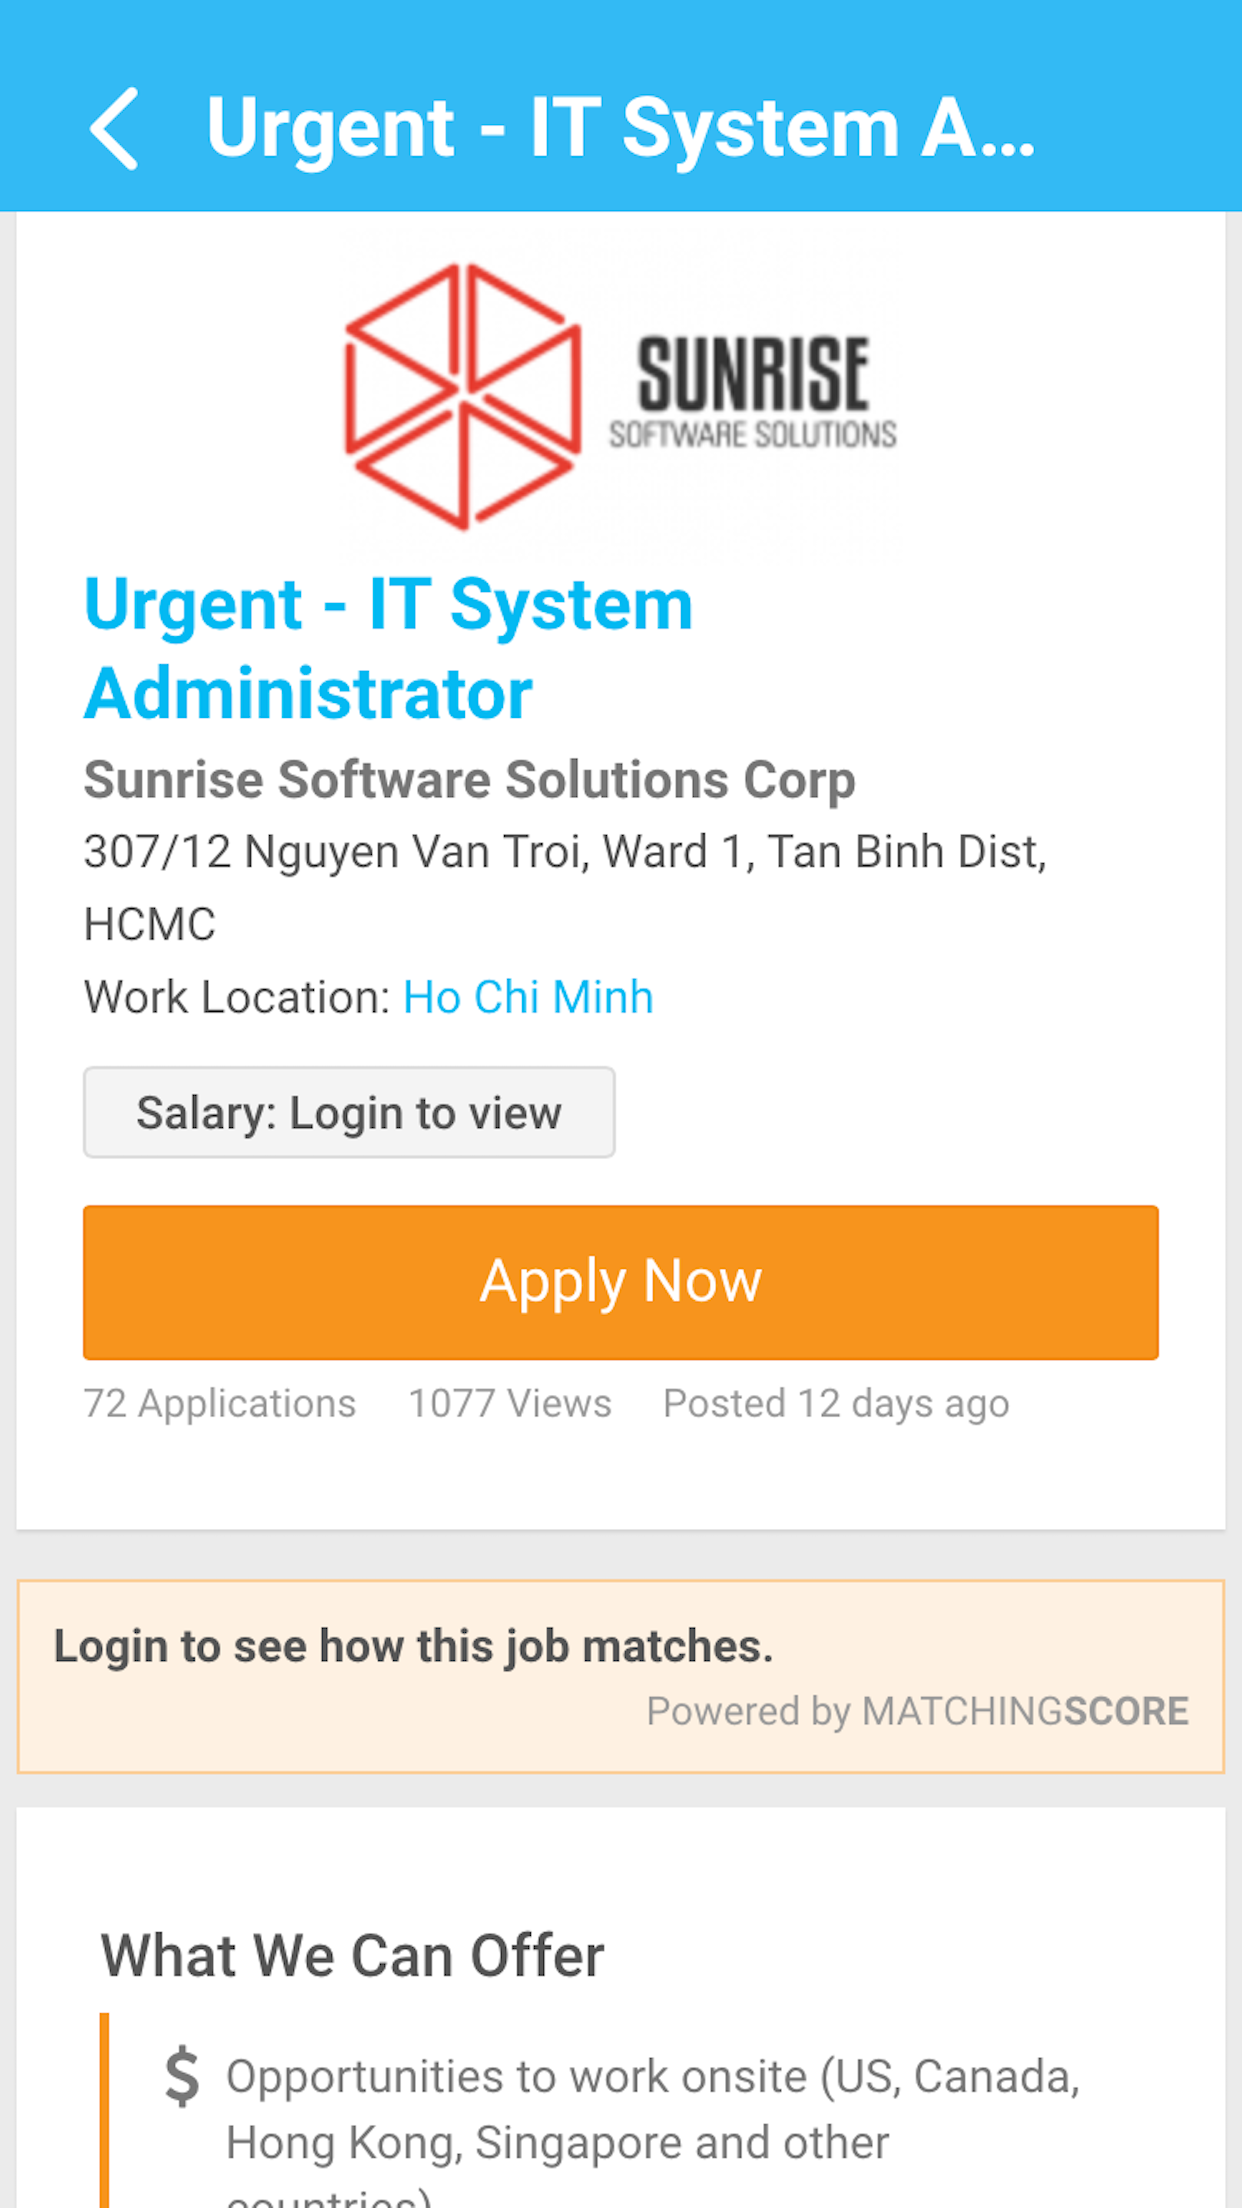 Urgent - IT System A...
SUNRISE
SOFTWARE SOLUTIONS
Urgent - IT System
Administrator
Sunrise Software Solutions Corp
307/12 Nguyen Van Troi, Ward 1, Tan Binh Dist,
HCMC
Work Location: Ho Chi Minh
Salary: Login to view
Apply Now
72 Applications 1077 Views Posted 12 days ago
Login to see how this job matches.
Powered by MATCHINGSCORE
What We Can Offer
$ Opportunities to work onsite (US, Canada,
Hong Kong, Singapore and other
countries)